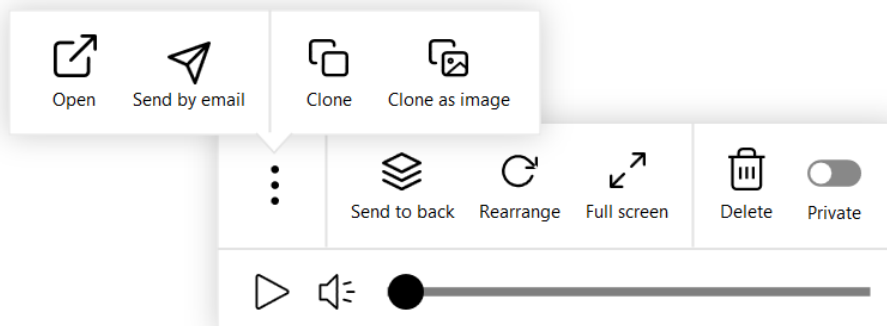 Open
Send by email
Clone
Clone as image
Send to back
Rearrange
Full screen
Delete
Private